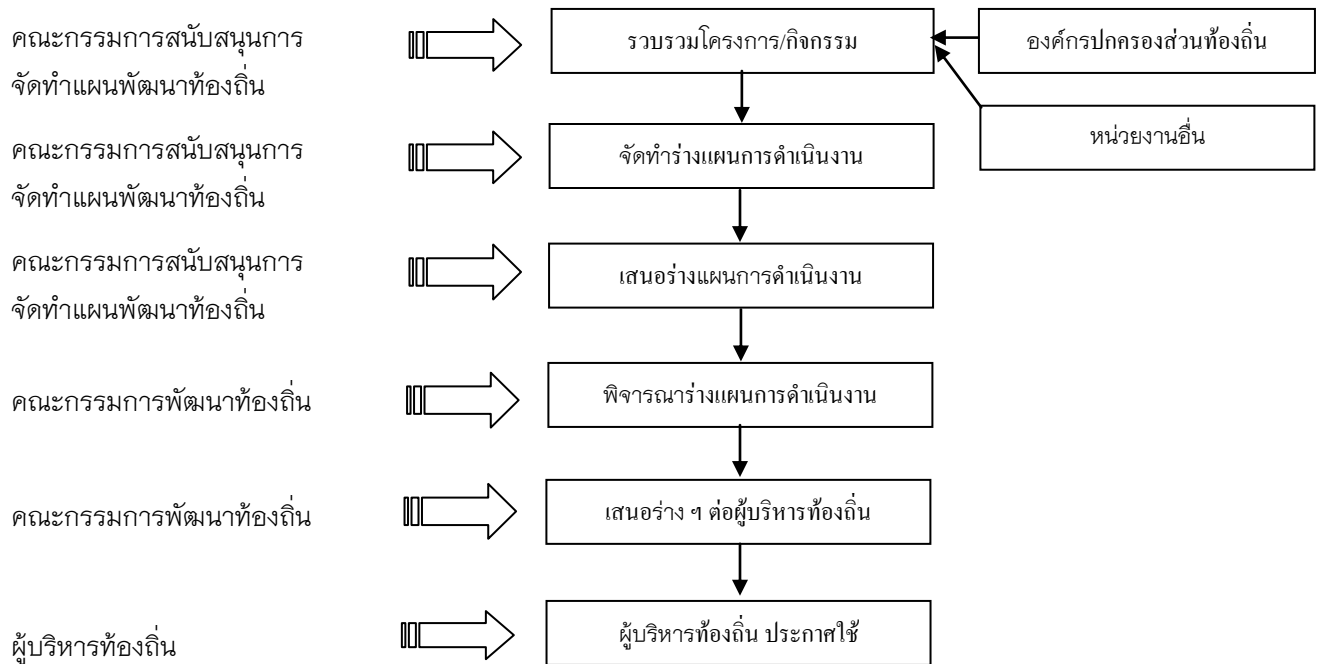 คณะกรรมการสนับสนุนการ
จัดทำแผนพัฒนาท้องถิ่น
รวบรวมโครงการ/กิจกรรม
องค์กรปกครองส่วนท้องถิ่น
หน่วยงานอื่น
คณะกรรมการสนับสนุนการ
จัดทำแผนพัฒนาท้องถิ่น
จัดทำร่างแผนการดำเนินงาน
คณะกรรมการสนับสนุนการ
จัดทำแผนพัฒนาท้องถิ่น
เสนอร่างแผนการดำเนินงาน
คณะกรรมการพัฒนาท้องถิ่น
พิจารณาร่างแผนการดำเนินงาน
คณะกรรมการพัฒนาท้องถิ่น
เสนอร่าง ฯ ต่อผู้บริหารท้องถิ่น
ผู้บริหารท้องถิ่น
ผู้บริหารท้องถิ่น ประกาศใช้